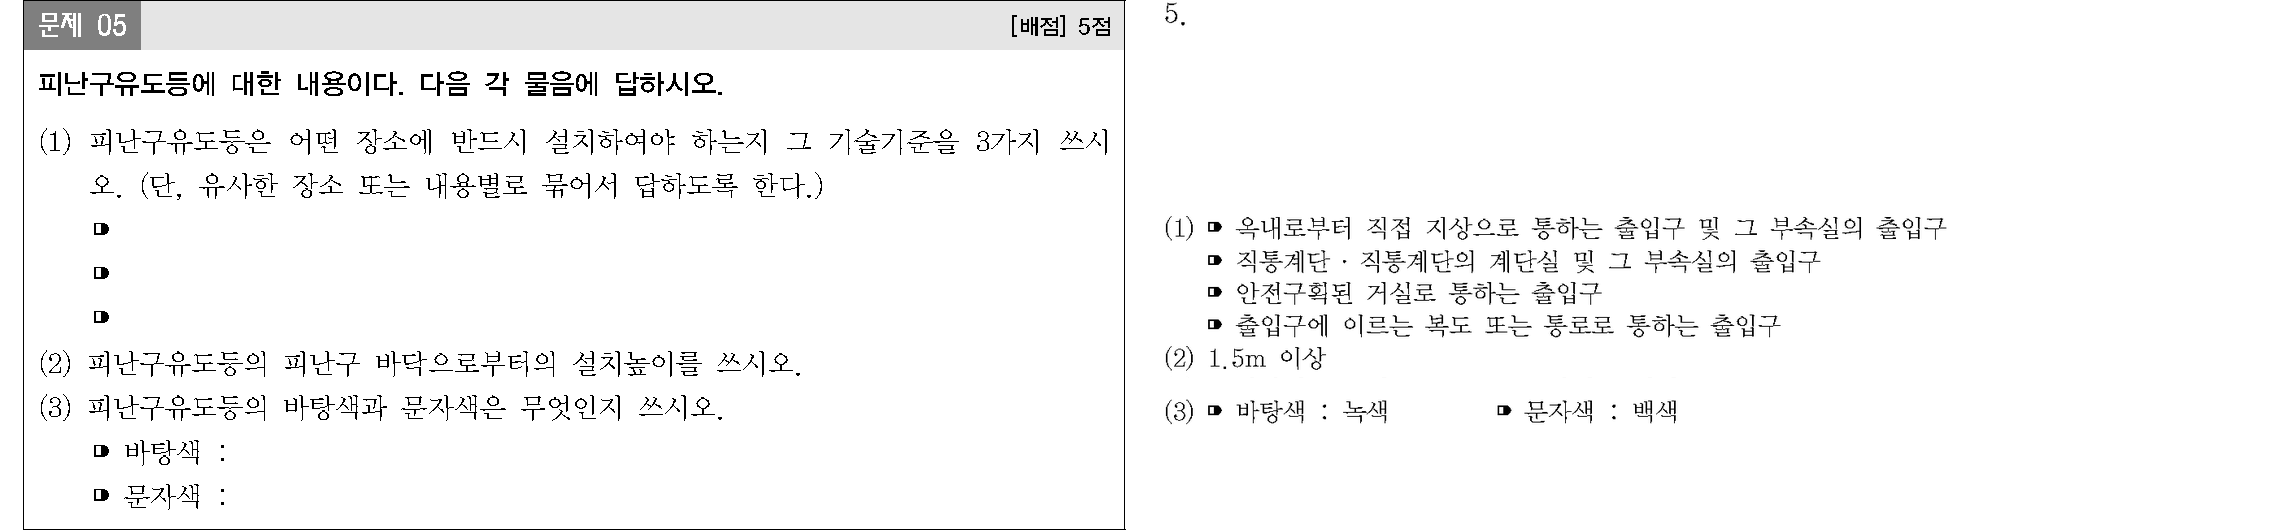 문제 05
[배점] 5점
피난구유도등에 대한 내용이다. 다음 각 물음에 답하시오.
(1) 피난구유도등은 어떤 장소에 반드시 설치하여야 하는지 그 기술기준을 3가지 쓰시
오. (단, 유사한 장소 또는 내용별로 묶어서 답하도록 한다.)
(2) 피난구유도등의 피난구 바닥으로부터의 설치높이를 쓰시오.
(3) 피난구유도등의 바탕색과 문자색은 무엇인지 쓰시오.
바탕색 :
문자색 :
5.
(1) 옥내로부터 직접 지상으로 통하는 출입구 및 그 부속실의 출입구
직통계단 · 직통계단의 계단실 및 그 부속실의 출입구
안전구획된 거실로 통하는 출입구
출입구에 이르는 복도 또는 통로로 통하는 출입구
(2) 1.5m 이상
(3) 바탕색 : 녹색 문자색 : 백색